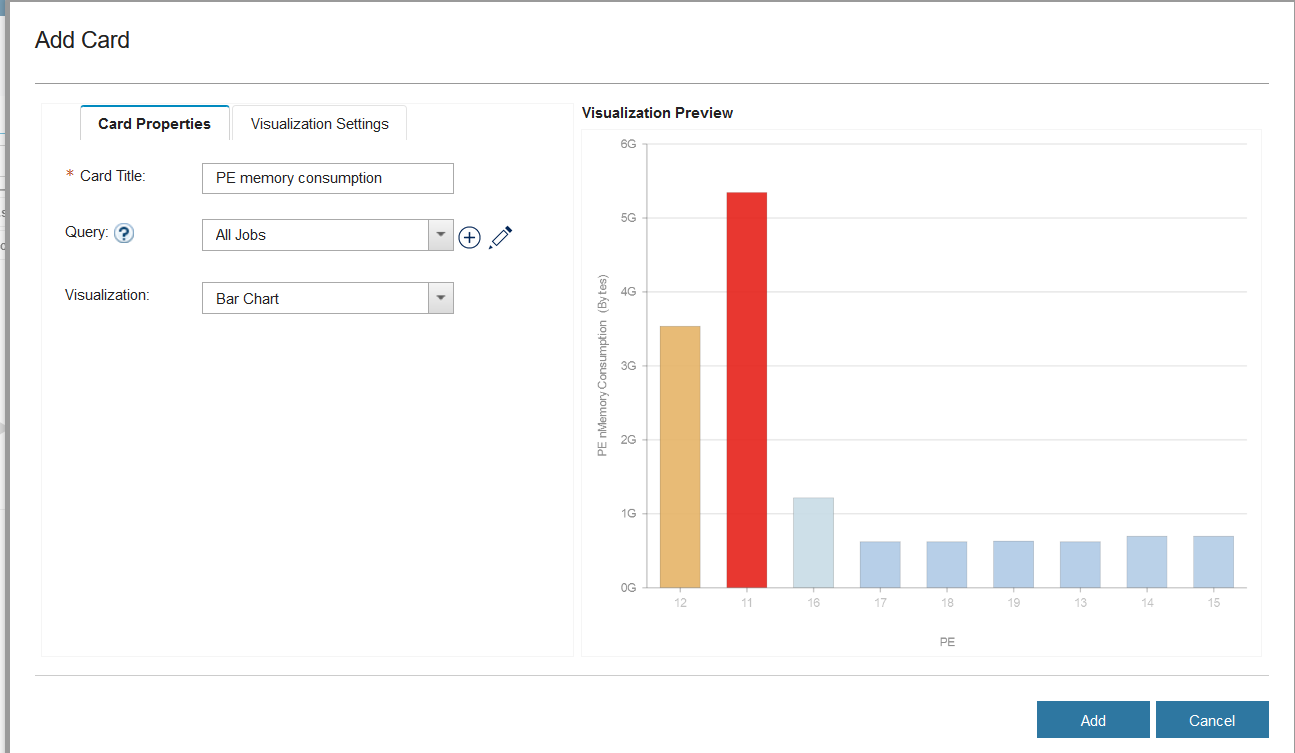 Add Card
Card Properties
Visualization Settings
* Card Title:
PE memory consumption
Query: ?
All Jobs
Visualization:
Bar Chart
Visualization Preview
6G
5G
4G
3G
2G
1G
0G
PE nMemoryConsumption (Bytes)
12 11 16 17 18 19 13 14 15
PE
Add
Cancel